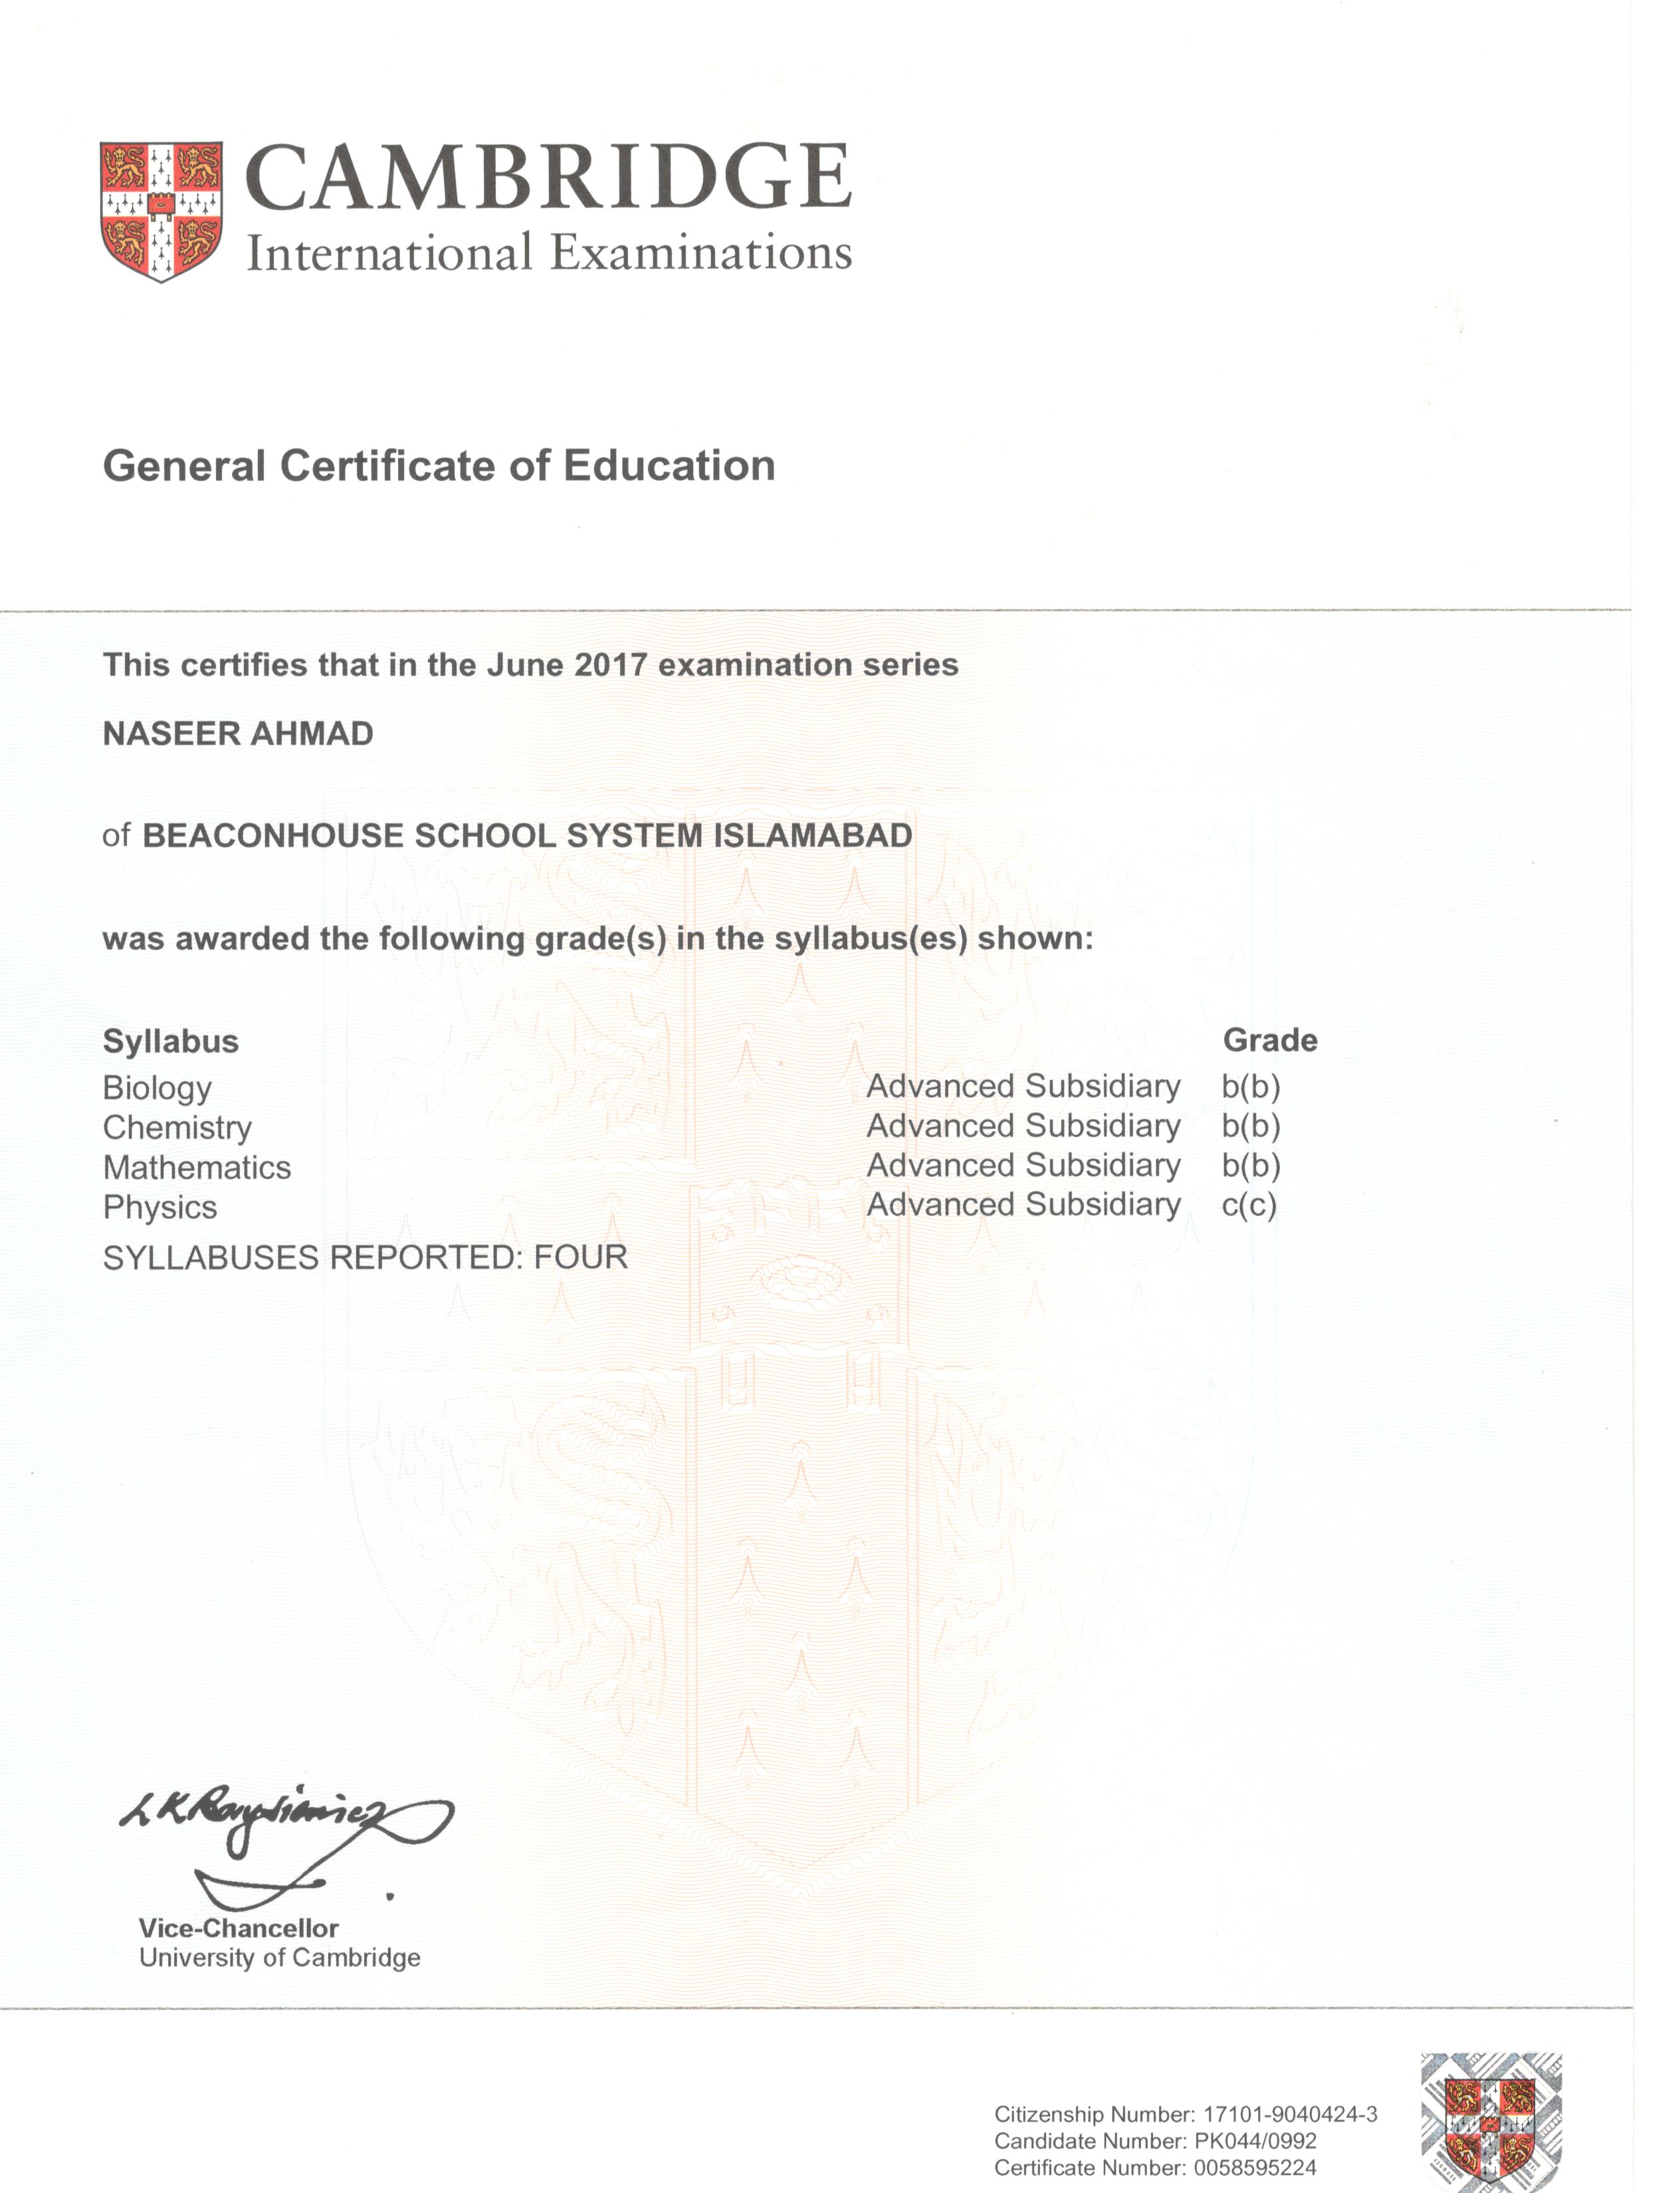 CAMBRIDGE
International Examinations
General Certificate of Education
This certifies that in the June 2017 examination series
NASEER AHMAD
of BEACONHOUSE SCHOOL SYSTEM ISLAMABAD
was awarded the following grade(s) in the syllabus(es) shown:
Syllabus Grade
Biology Advanced Subsidiary b(b)
Chemistry Advanced Subsidiary b(b)
Mathematics Advanced Subsidiary b(b)
Physics Advanced Subsidiary c(c)
SYLLABUSES REPORTED: FOUR
Vice-Chancellor
University of Cambridge
Citizenship Number: 17101-9040424-3
Candidate Number: PK044/0992
Certificate Number: 0058595224